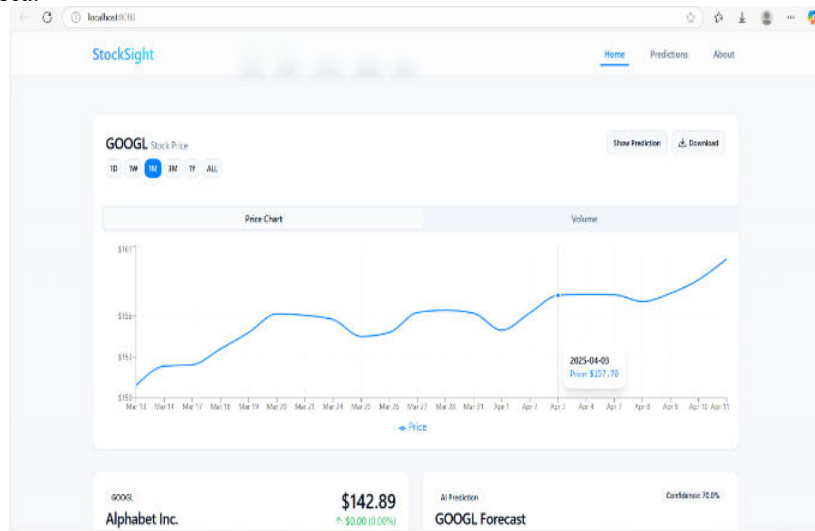 localhost:8080
StockSight
Home Predictions About
GOOGL Stock Price
Show Prediction Download
1D 1W 1M 3M 1Y ALL
Price Chart Volume
$161
$156
$153
$150
2025-04-03
Price: $157.70
Mar 13 Mar 14 Mar 17 Mar 18 Mar 19 Mar 20 Mar 21 Mar 24 Mar 25 Mar 26 Mar 27 Mar 28 Mar 31 Apr 1 Apr 2 Apr 3 Apr 4 Apr 7 Apr 8 Apr 9 Apr 10 Apr 11
Price
GOOGL $142.89 AI Prediction Confidence: 70.0%
Alphabet Inc. ↑ $0.00 (0.00%) GOOGL Forecast